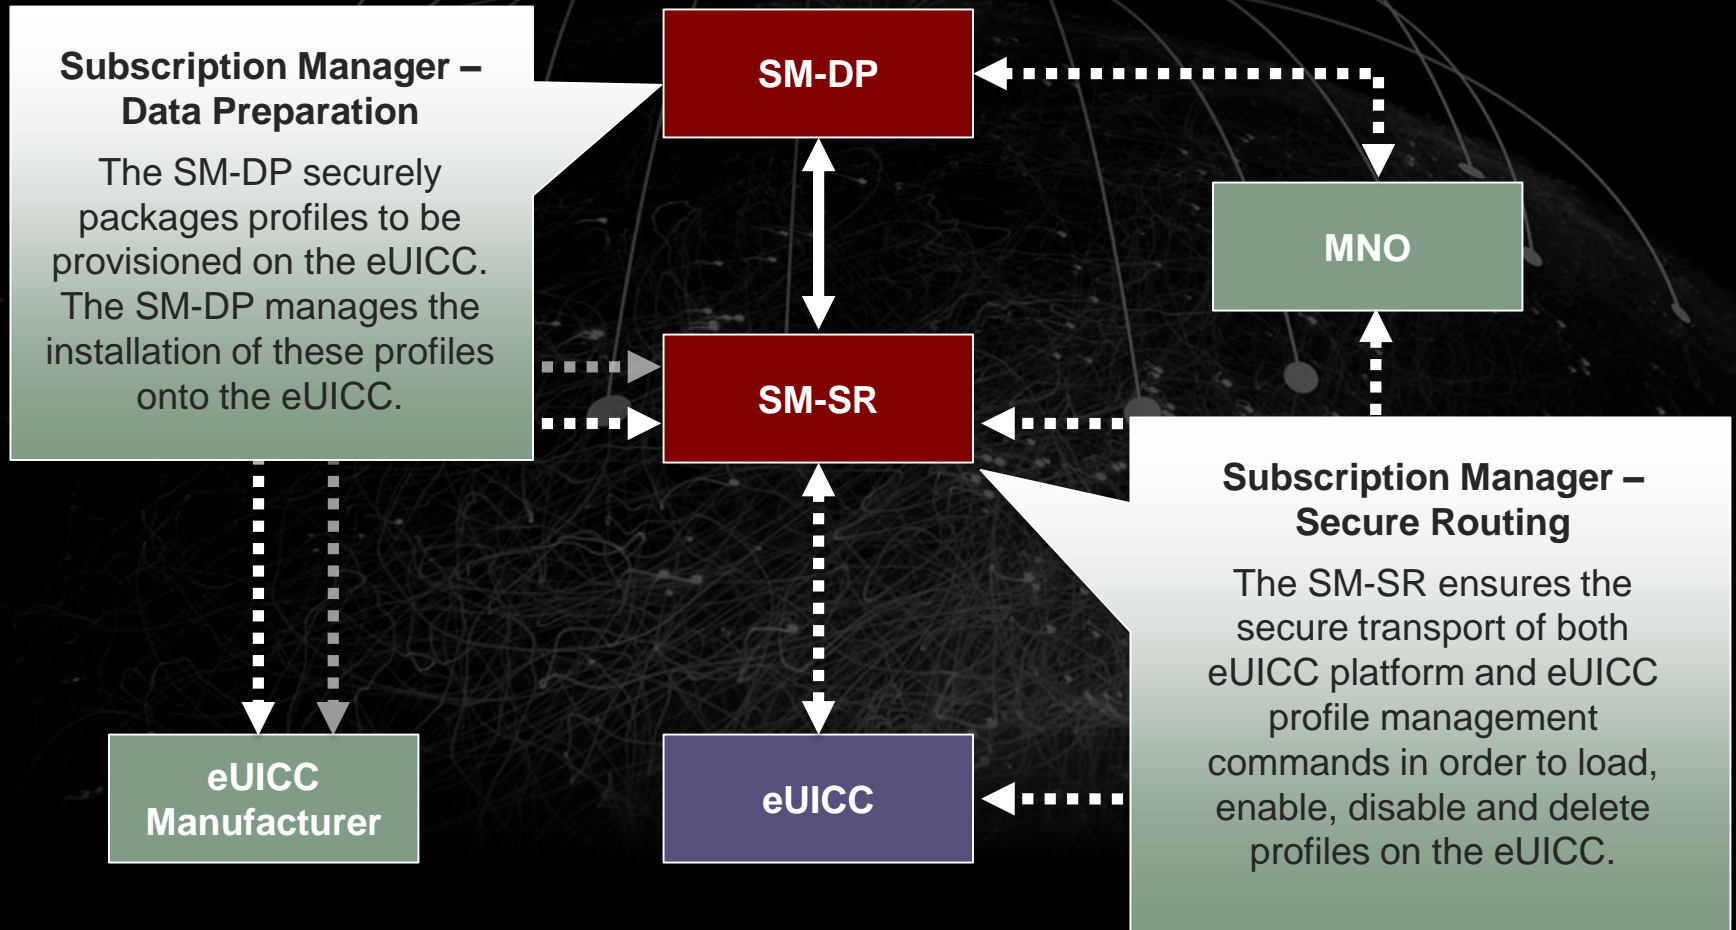 Subscription Manager –
Data Preparation
The SM-DP securely
packages profiles to be
provisioned on the eUICC.
The SM-DP manages the
installation of these profiles
onto the eUICC.
SM-DP
MNO
SM-SR
Subscription Manager –
Secure Routing
The SM-SR ensures the
secure transport of both
eUICC platform and eUICC
profile management
commands in order to load,
enable, disable and delete
profiles on the eUICC.
eUICC
Manufacturer
eUICC